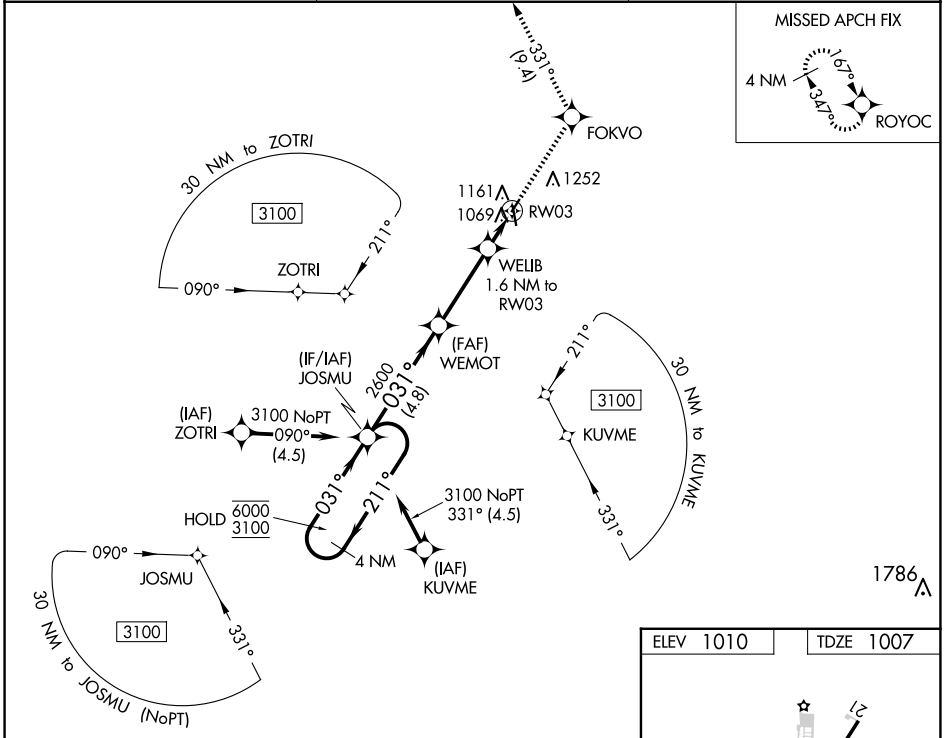 MISSED APCH FIX
4 NM
167°
347°
ROYOC
331°
(9.4)
FOKVO
30 NM to ZOTRI
3100
211°
ZOTRI
090°
1161
1252
1069
RW03
WELIB
1.6 NM to
RW03
(FAF)
WEMOT
(IF/IAF)
JOSMU
2600
031°
(4.8)
(IAF)
ZOTRI
3100 NoPT
090°
(4.5)
211°
3100
KUVME
30 NM to KUVME
331°
031°
211°
HOLD
6000
3100
4 NM
3100 NoPT
331° (4.5)
(IAF)
KUVME
090°
JOSMU
3100
331°
30 NM to JOSMU (NoPT)
1786
ELEV 1010
TDZE 1007
21